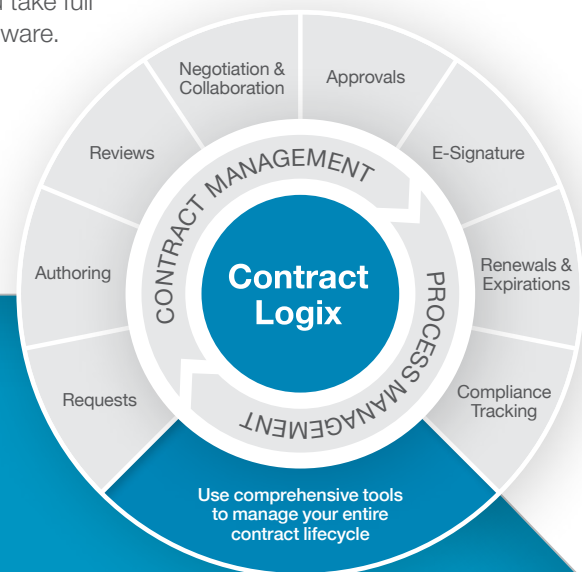 take full
ware.
Negotiation &
Collaboration
Approvals
Reviews
E-Signature
Authoring
Renewals &
Expirations
Requests
Compliance
Tracking
CONTRACT MANAGEMENT
PROCESS MANAGEMENT
Contract
Logix
Use comprehensive tools
to manage your entire
contract lifecycle